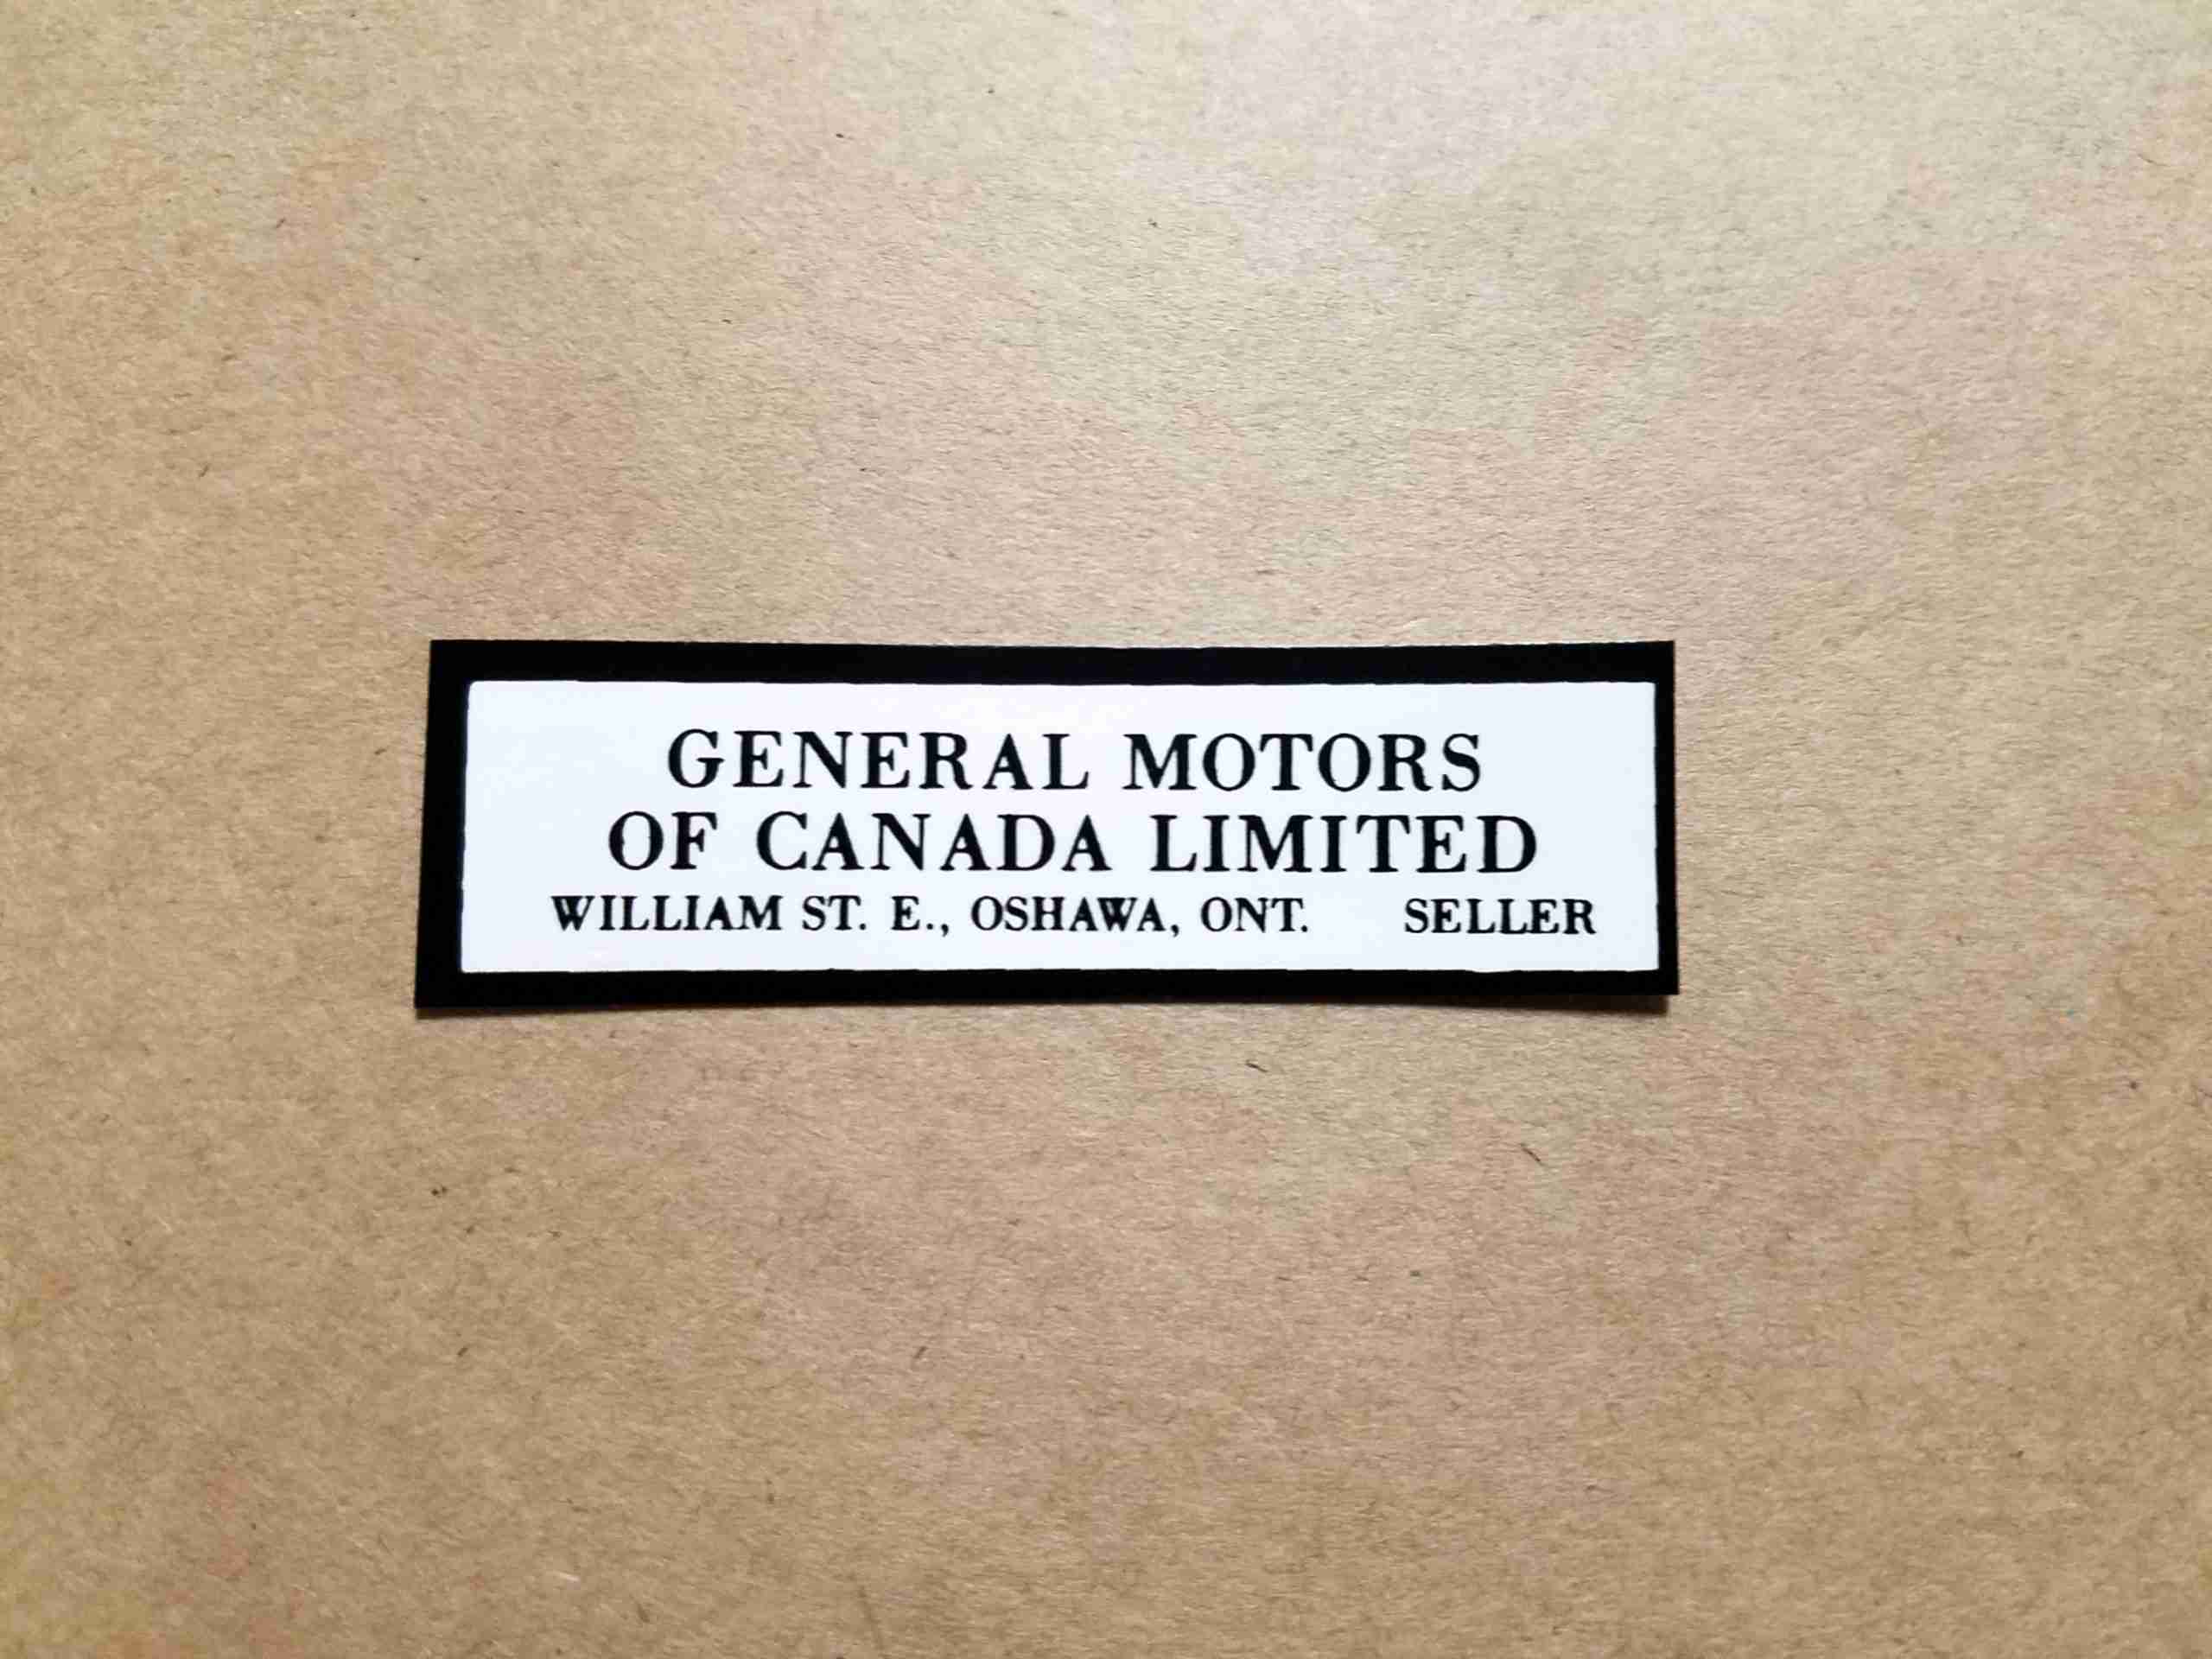 GENERAL MOTORS
OF CANADA LIMITED
WILLIAM ST. E., OSHAWA, ONT. SELLER